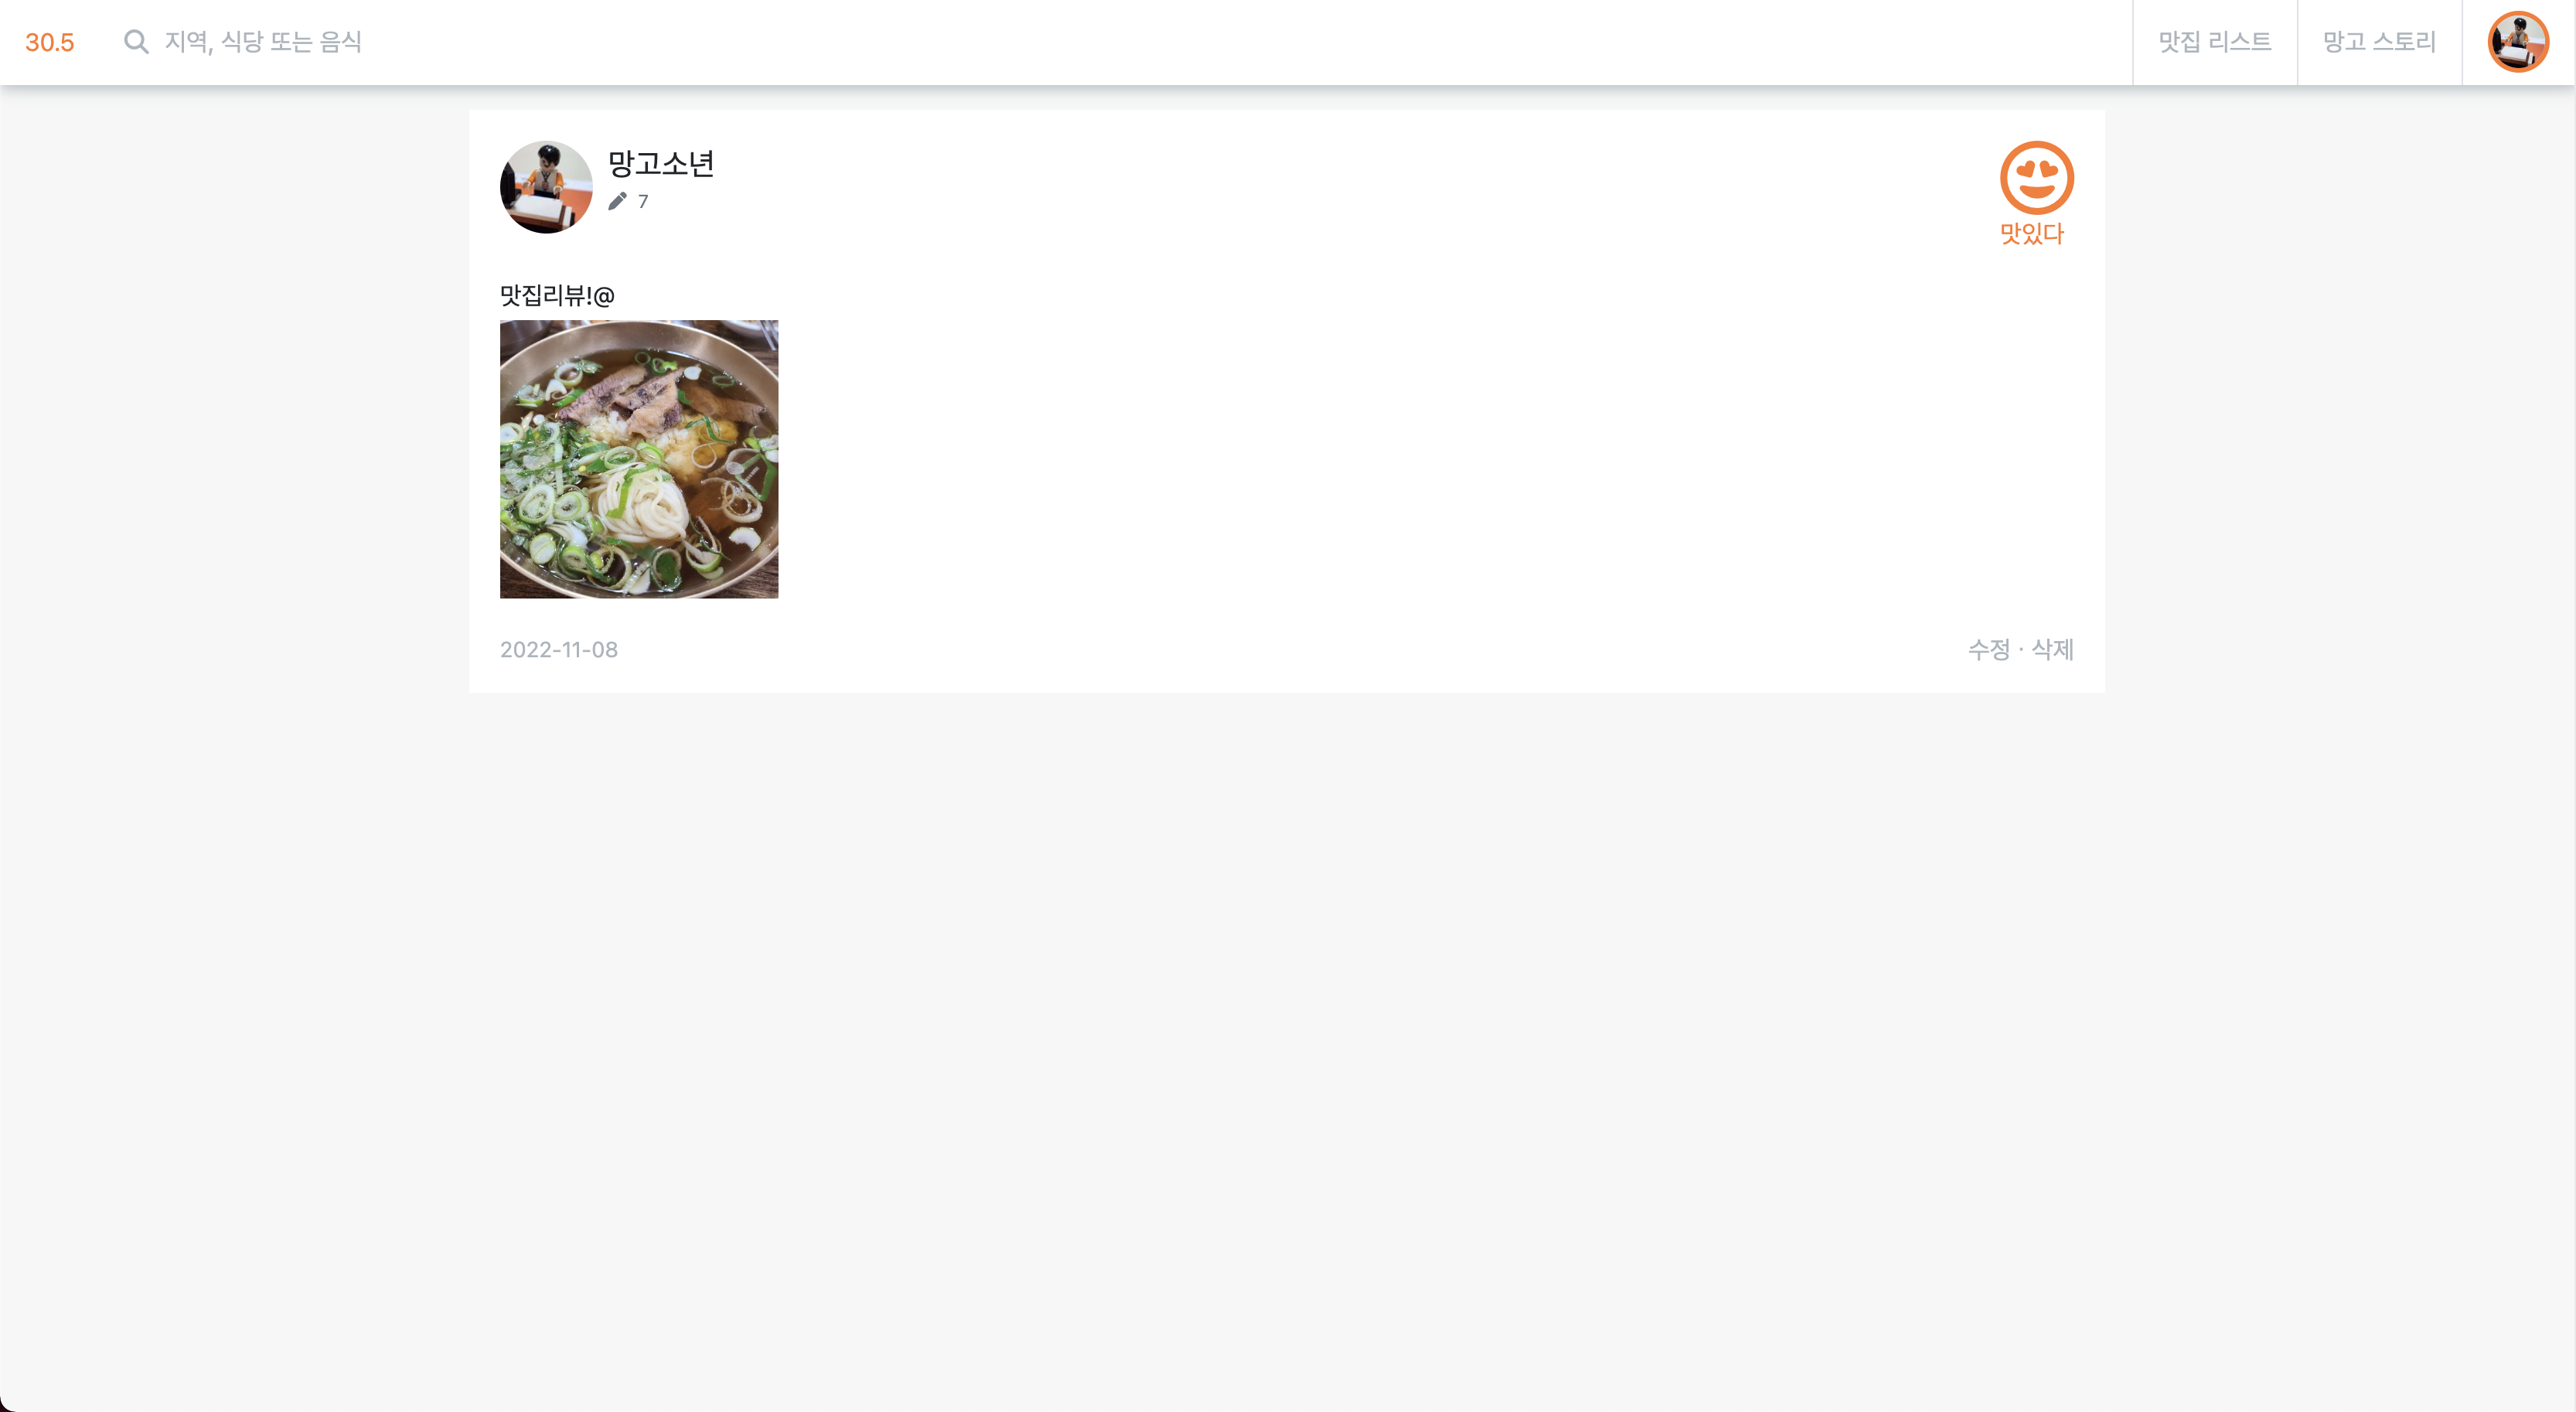 30.5
지역, 식당 또는 음식
맛집 리스트
망고 스토리
망고소년
7
맛있다
맛집리뷰!@
2022-11-08
수정 · 삭제